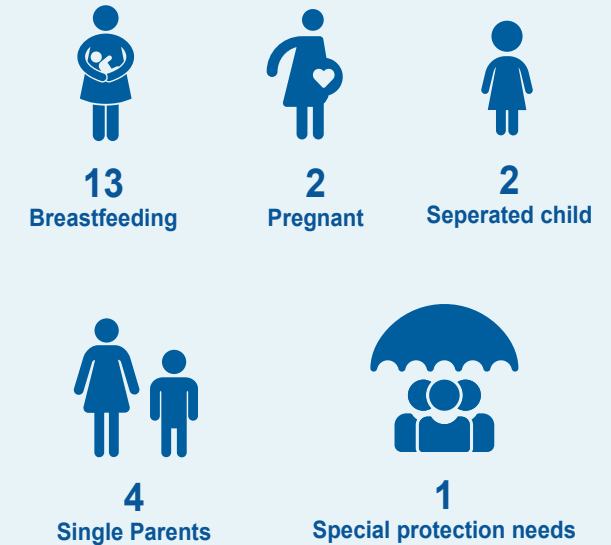 13
Breastfeeding
2
Pregnant
2
Seperated child
4
Single Parents
1
Special protection needs